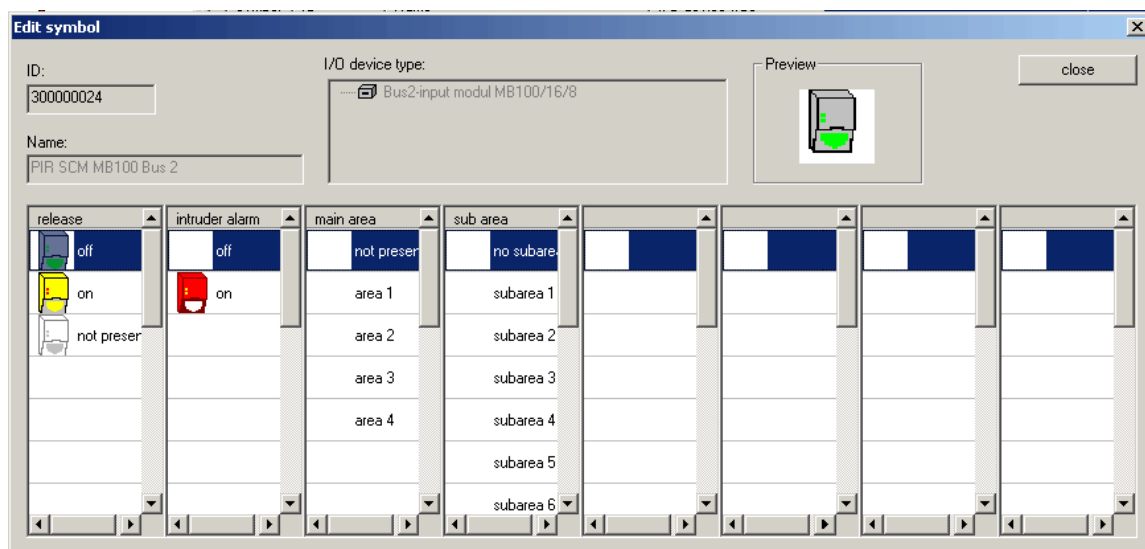 Edit symbol
ID:
300000024
Name:
PIR SCM MB100 Bus 2
I/O device type:
Bus2-input modul MB100/16/8
Preview
close
release
off
on
not presen
intruder alarm
off
on
main area
not presen
area 1
area 2
area 3
area 4
sub area
no subarea
subarea 1
subarea 2
subarea 3
subarea 4
subarea 5
subarea 6